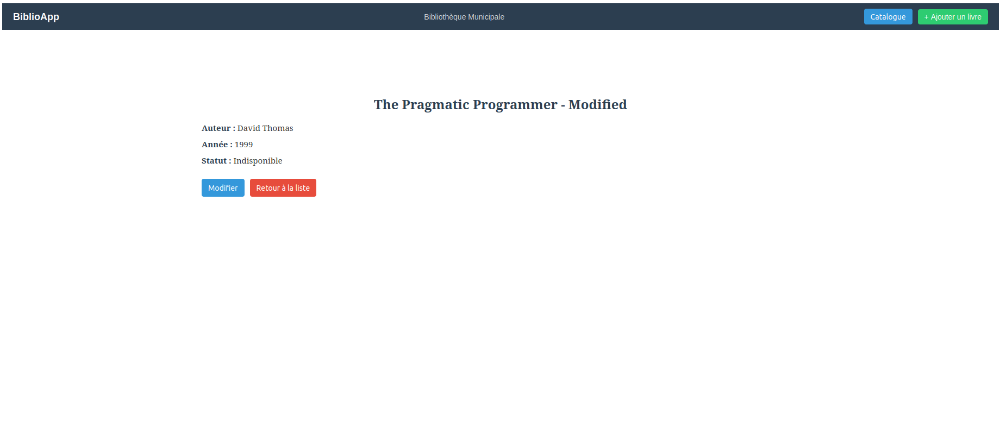 BiblioApp
Bibliothèque Municipale
Catalogue
+ Ajouter un livre
The Pragmatic Programmer - Modified
Auteur : David Thomas
Année : 1999
Statut : Indisponible
Modifier
Retour à la liste